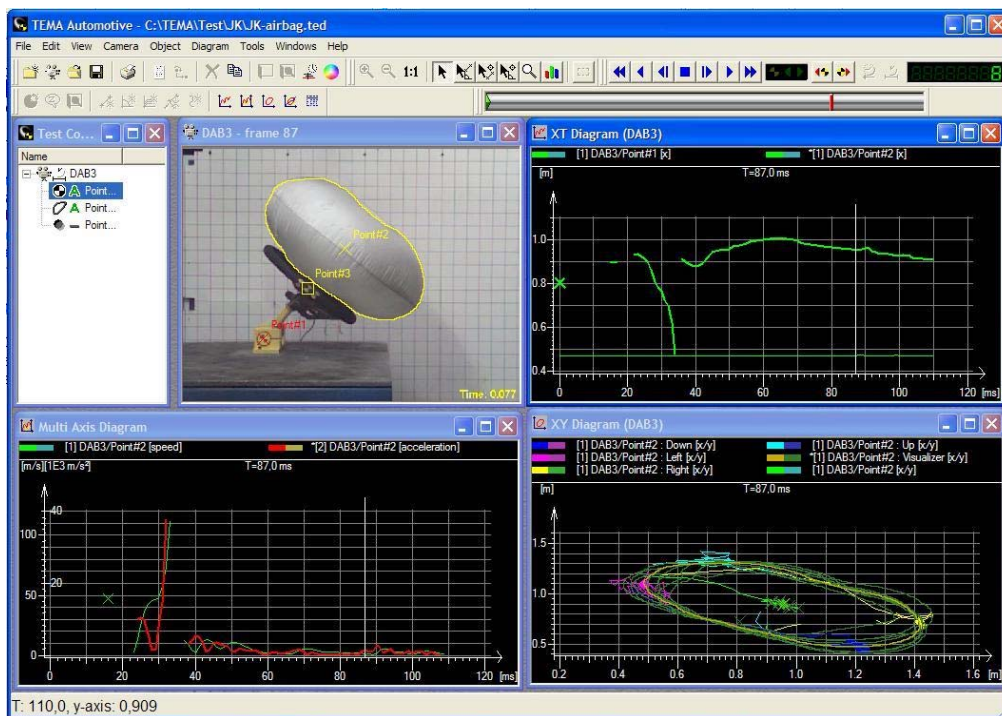 TEMA Automotive - C:\TEMA\Test\JK\JK-airbag.ted
File Edit View Camera Object Diagram Tools Windows Help
1:1
Test Co...
Name
DAB3
Point...
Point...
Point...
DAB3 - frame 87
Point#2
Point#3
Point#1
Time: 0.077
XT Diagram (DAB3)
[1] DAB3/Point#1 [x] *[1] DAB3/Point#2 [x]
[m] T=87,0 ms
1.0
0.8
0.6
0.4
0 20 40 60 80 100 120 [ms]
Multi Axis Diagram
[1] DAB3/Point#2 [speed] *[2] DAB3/Point#2 [acceleration]
[m/s][1E3 m/s²] T=87,0 ms
40
100
20
50
0
0 20 40 60 80 100 120 [ms]
XY Diagram (DAB3)
[1] DAB3/Point#2 : Down [x/y] [1] DAB3/Point#2 : Up [x/y]
[1] DAB3/Point#2 : Left [x/y] *[1] DAB3/Point#2 : Visualizer [x/y]
[1] DAB3/Point#2 : Right [x/y] [1] DAB3/Point#2 [x/y]
[m] T=87,0 ms
1.5
1.0
0.5
0.2 0.4 0.6 0.8 1.0 1.2 1.4 1.6 [m]
T: 110,0, y-axis: 0,909